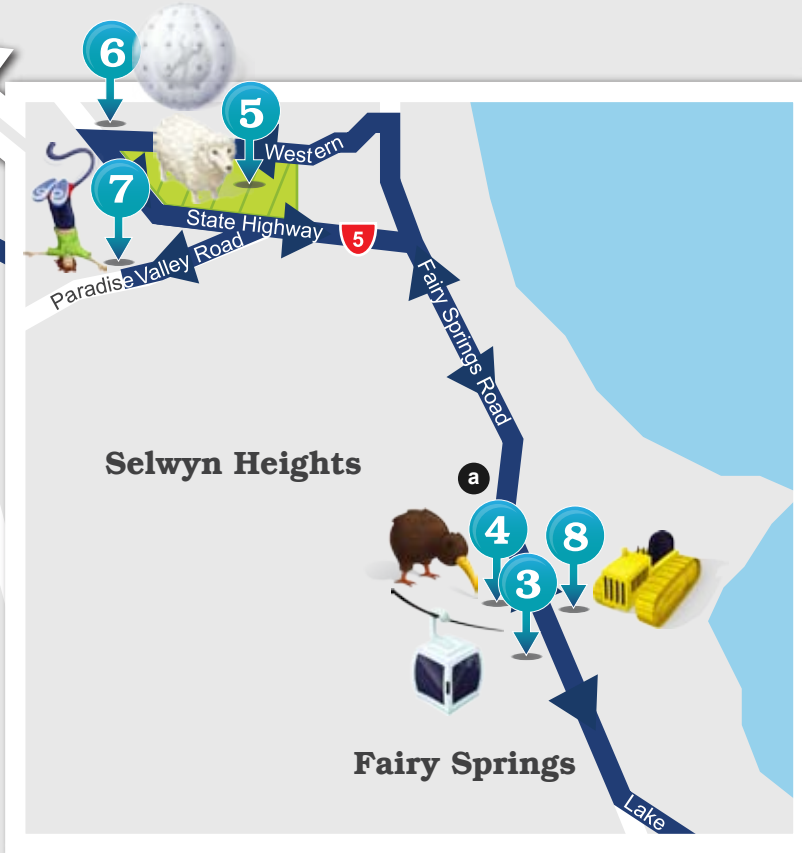 6
5
Western
7
State Highway
5
Paradise Valley Road
Fairy Springs Road
Selwyn Heights
a
4
8
3
Fairy Springs
Lake